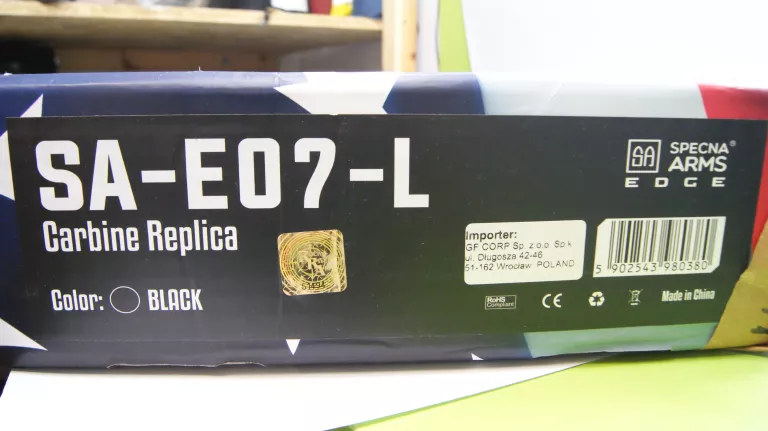 SA-E07-L
Carbine Replica
Color: BLACK
SA SPECNA® ARMS
EDGE
Importer:
GF CORP Sp. z.o.o. Sp.k
ul. Długosza 42-46
51-162 Wrocław, POLAND
5 902543 980380
RoHS
Compliant
CE
Made in China